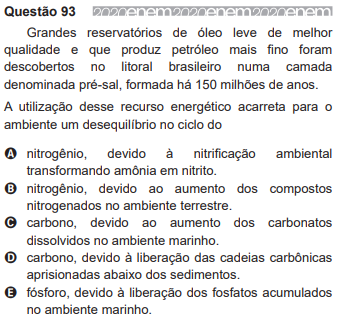 Questão 93 2020enem2020enem2020enem
Grandes reservatórios de óleo leve de melhor
qualidade e que produz petróleo mais fino foram
descobertos no litoral brasileiro numa camada
denominada pré-sal, formada há 150 milhões de anos.
A utilização desse recurso energético acarreta para o
ambiente um desequilíbrio no ciclo do
A nitrogênio, devido à nitrificação ambiental
transformando amônia em nitrito.
B nitrogênio, devido ao aumento dos compostos
nitrogenados no ambiente terrestre.
C carbono, devido ao aumento dos carbonatos
dissolvidos no ambiente marinho.
D carbono, devido à liberação das cadeias carbônicas
aprisionadas abaixo dos sedimentos.
E fósforo, devido à liberação dos fosfatos acumulados
no ambiente marinho.